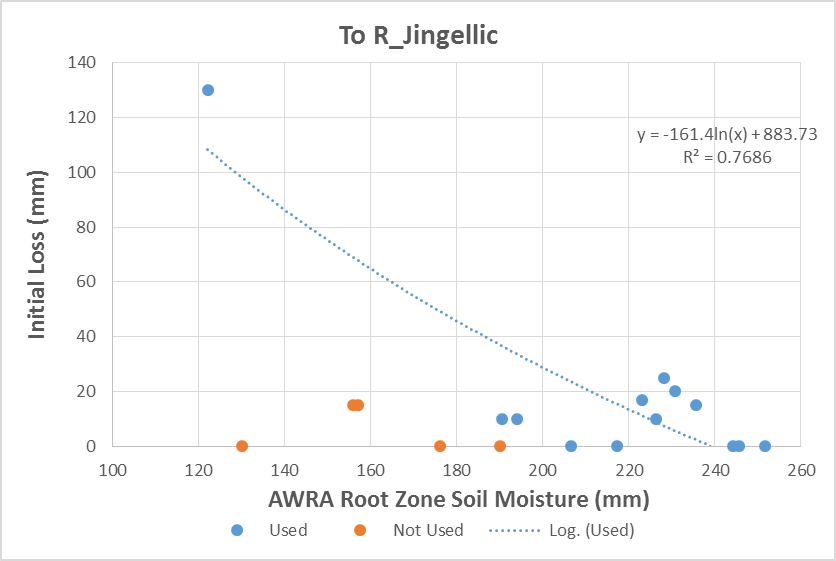 To R_Jingellic
140
120
100
80
60
40
20
0
Initial Loss (mm)
y = -161.4ln(x) + 883.73
R² = 0.7686
100 120 140 160 180 200 220 240 260
AWRA Root Zone Soil Moisture (mm)
Used Not Used Log. (Used)